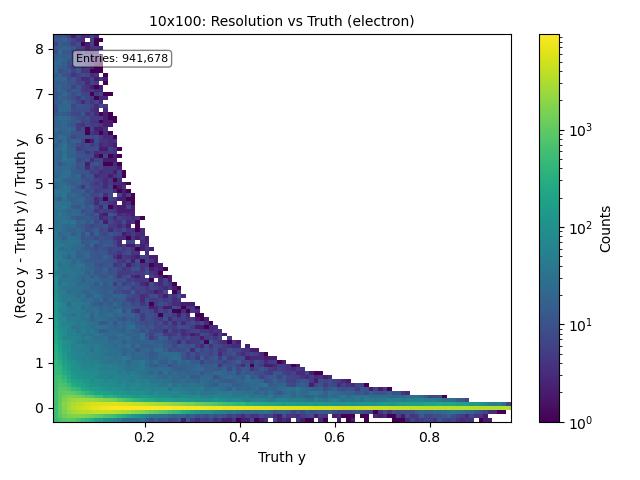 10x100: Resolution vs Truth (electron)
Entries: 941,678
(Reco y - Truth y) / Truth y
8
7
6
5
4
3
2
1
0
0.2 0.4 0.6 0.8
Truth y
10³
10²
10¹
10⁰
Counts